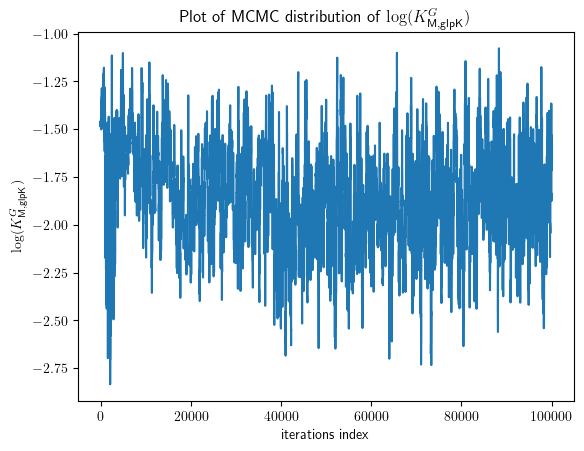 Plot of MCMC distribution of log(K^G_{M,glpK})
−1.00
−1.25
−1.50
−1.75
−2.00
−2.25
−2.50
−2.75
log(K^G_{M,glpK})
0 20000 40000 60000 80000 100000
iterations index